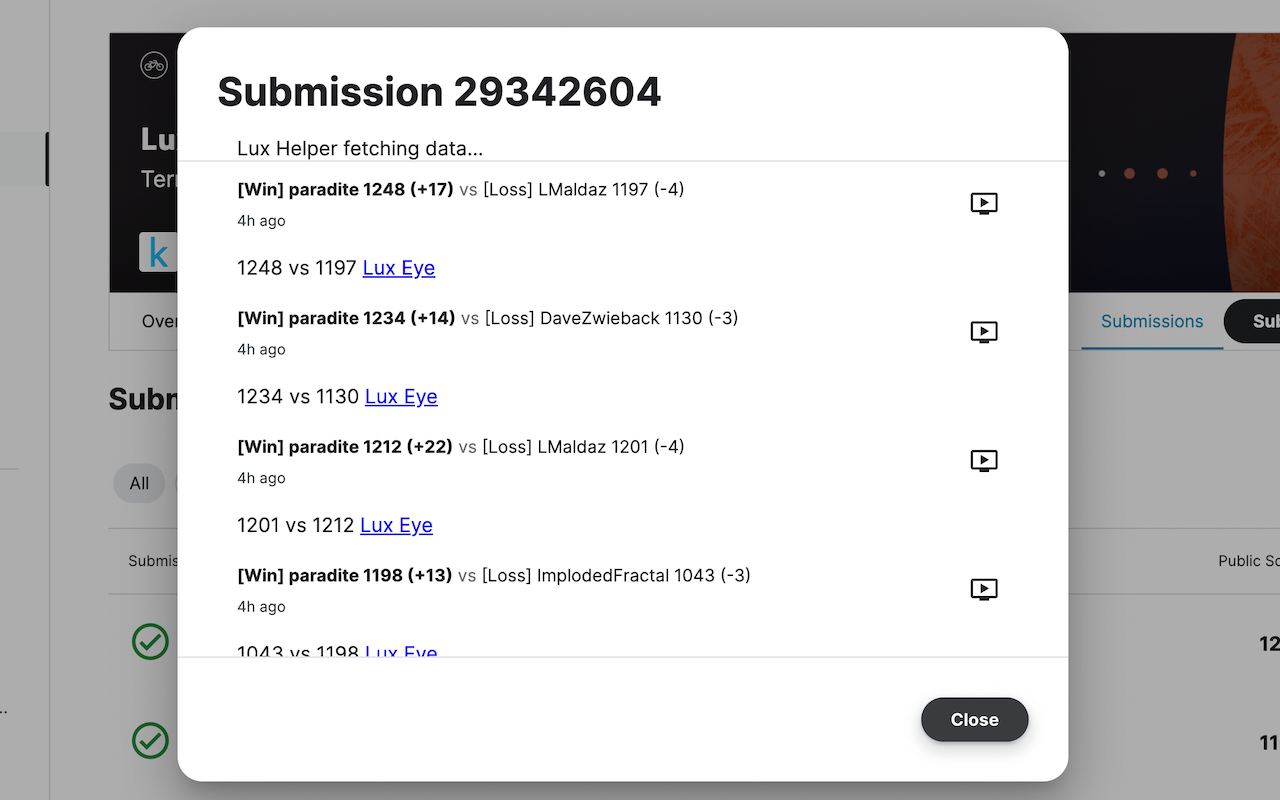 Submission 29342604
Lux Helper fetching data...
[Win] paradite 1248 (+17) vs [Loss] LMaldaz 1197 (-4)
4h ago
1248 vs 1197 Lux Eye
[Win] paradite 1234 (+14) vs [Loss] DaveZwieback 1130 (-3)
4h ago
1234 vs 1130 Lux Eye
[Win] paradite 1212 (+22) vs [Loss] LMaldaz 1201 (-4)
4h ago
1201 vs 1212 Lux Eye
[Win] paradite 1198 (+13) vs [Loss] ImplodedFractal 1043 (-3)
4h ago
1043 vs 1198 Lux Eye
Close
Lu
Terr
k
Over
Submissions
Sub
Subm
All
Submis
Public Sc
12
11
..